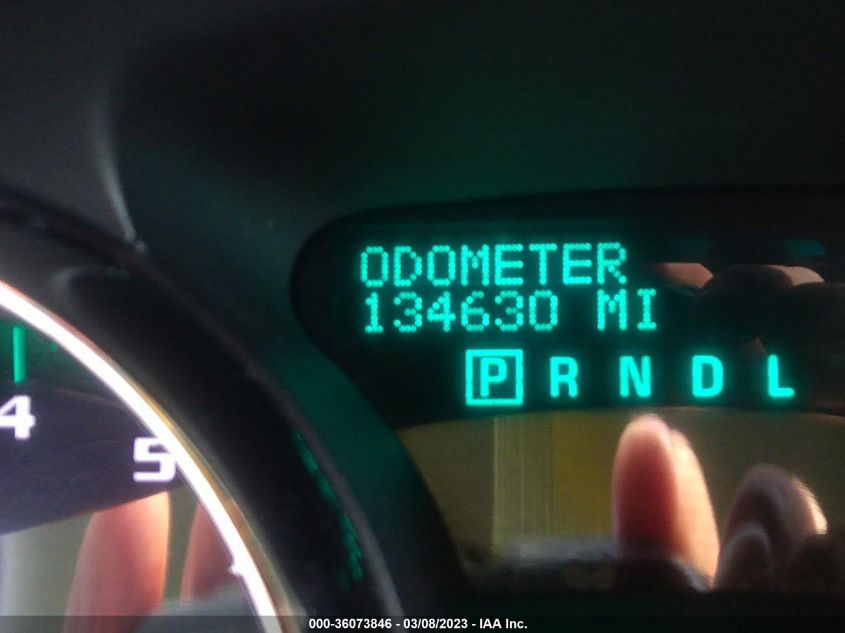 ODOMETER
134630 MI
P R N D L
4
5
000-36073846 - 03/08/2023 - IAA Inc.